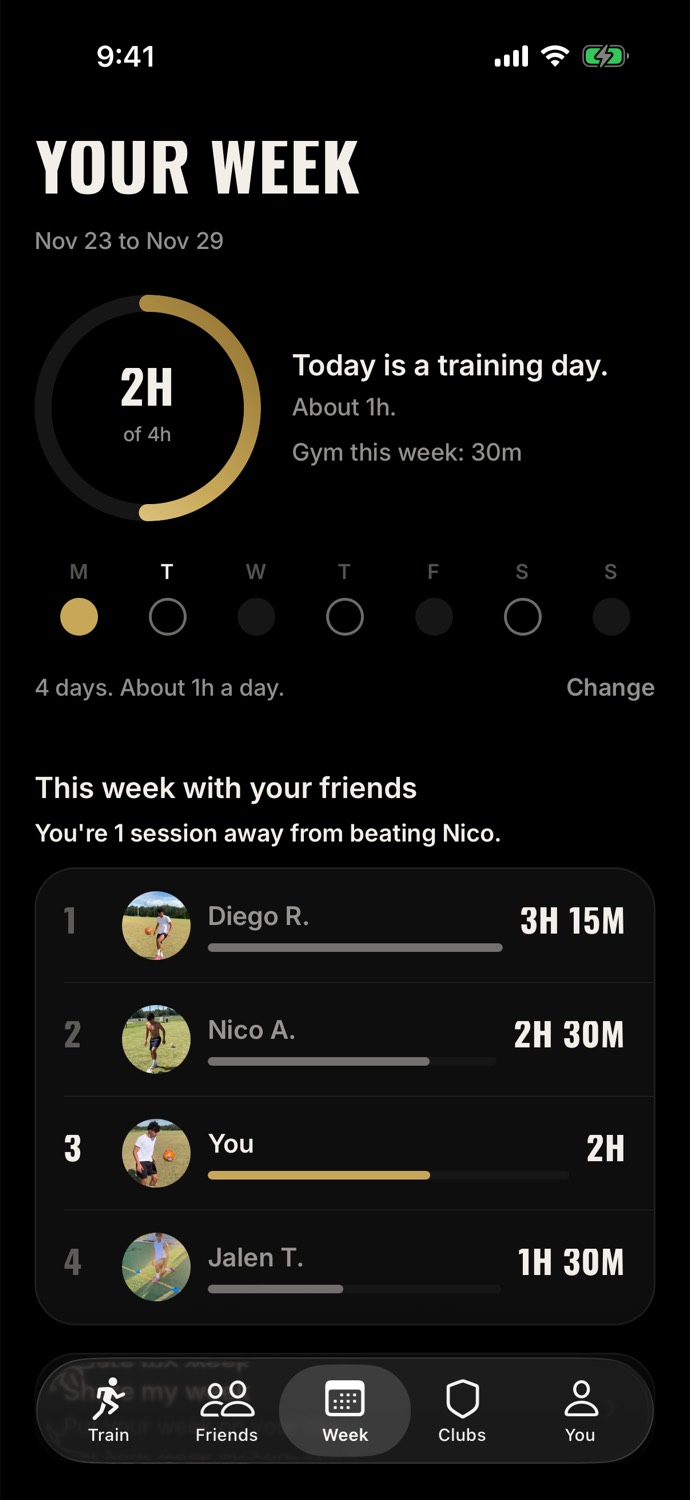 9:41
YOUR WEEK
Nov 23 to Nov 29
2H
of 4h
Today is a training day.
About 1h.
Gym this week: 30m
M T W T F S S
4 days. About 1h a day.
Change
This week with your friends
You're 1 session away from beating Nico.
1 Diego R. 3H 15M
2 Nico A. 2H 30M
3 You 2H
4 Jalen T. 1H 30M
Train Friends Week Clubs You